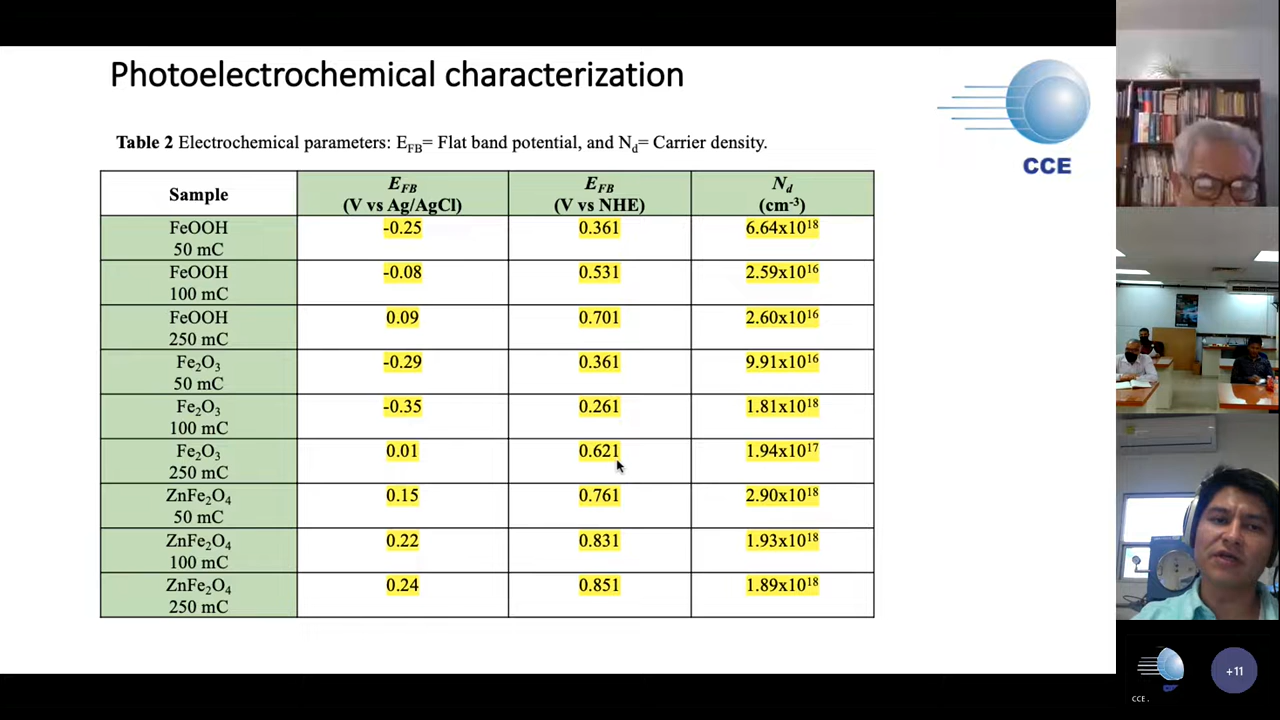 Photoelectrochemical characterization
CCE
Table 2 Electrochemical parameters: E_FB= Flat band potential, and N_d= Carrier density.
Sample E_FB (V vs Ag/AgCl) E_FB (V vs NHE) N_d (cm⁻³)
FeOOH 50 mC -0.25 0.361 6.64x10¹⁸
FeOOH 100 mC -0.08 0.531 2.59x10¹⁶
FeOOH 250 mC 0.09 0.701 2.60x10¹⁶
Fe₂O₃ 50 mC -0.29 0.361 9.91x10¹⁶
Fe₂O₃ 100 mC -0.35 0.261 1.81x10¹⁸
Fe₂O₃ 250 mC 0.01 0.621 1.94x10¹⁷
ZnFe₂O₄ 50 mC 0.15 0.761 2.90x10¹⁸
ZnFe₂O₄ 100 mC 0.22 0.831 1.93x10¹⁸
ZnFe₂O₄ 250 mC 0.24 0.851 1.89x10¹⁸
CCE.
+11